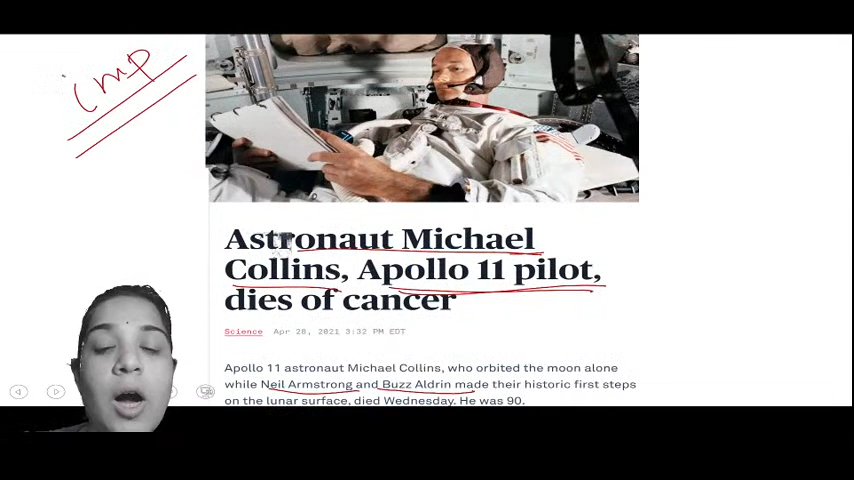 Imp
Astronaut Michael
Collins, Apollo 11 pilot,
dies of cancer
Science Apr 28, 2021 3:32 PM EDT
Apollo 11 astronaut Michael Collins, who orbited the moon alone
while Neil Armstrong and Buzz Aldrin made their historic first steps
on the lunar surface, died Wednesday. He was 90.